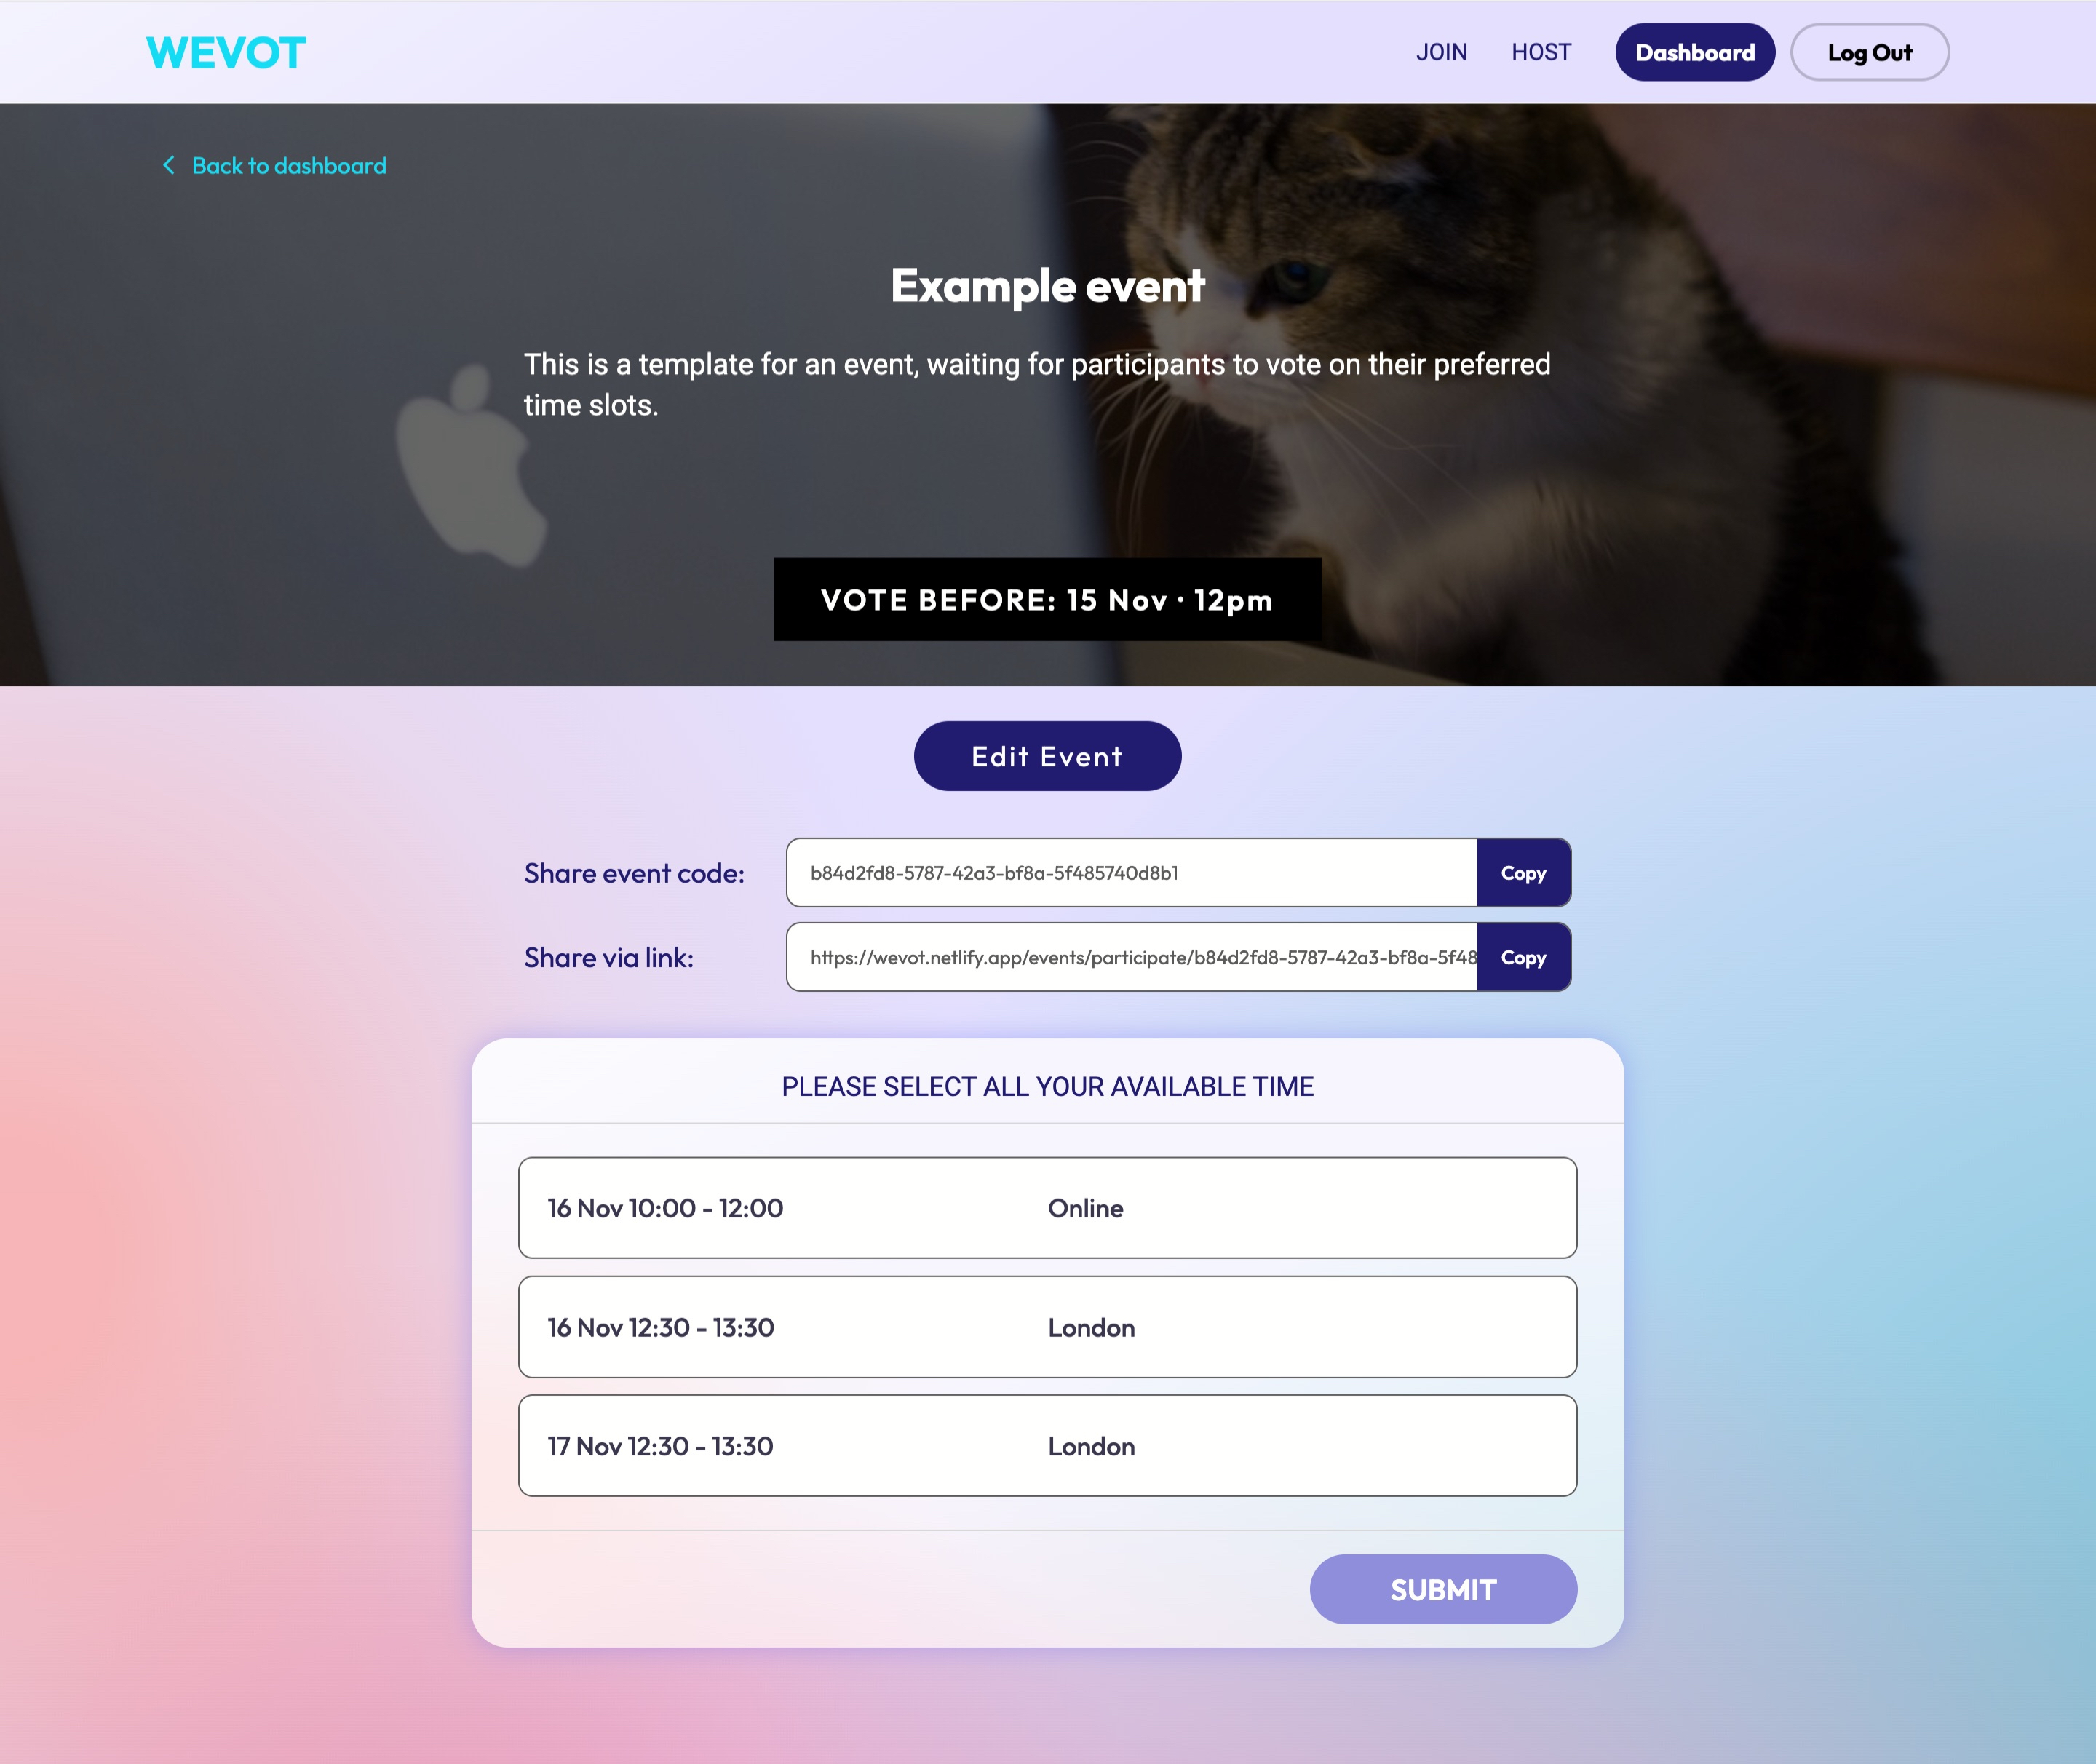 WEVOT
JOIN
HOST
Dashboard
Log Out
Back to dashboard
Example event
This is a template for an event, waiting for participants to vote on their preferred
time slots.
VOTE BEFORE: 15 Nov · 12pm
Edit Event
Share event code:
b84d2fd8-5787-42a3-bf8a-5f485740d8b1
Copy
Share via link:
https://wevot.netlify.app/events/participate/b84d2fd8-5787-42a3-bf8a-5f48
Copy
PLEASE SELECT ALL YOUR AVAILABLE TIME
16 Nov 10:00 - 12:00
Online
16 Nov 12:30 - 13:30
London
17 Nov 12:30 - 13:30
London
SUBMIT